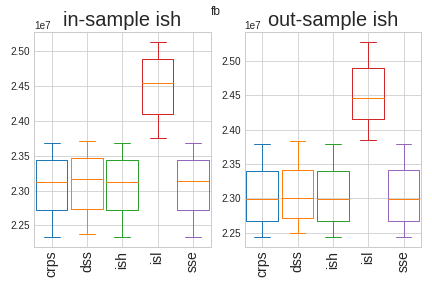 fb
in-sample ish
out-sample ish
1e7
1e7
2.50
2.45
2.40
2.35
2.30
2.25
2.50
2.45
2.40
2.35
2.30
2.25
crps
dss
ish
isl
sse
crps
dss
ish
isl
sse